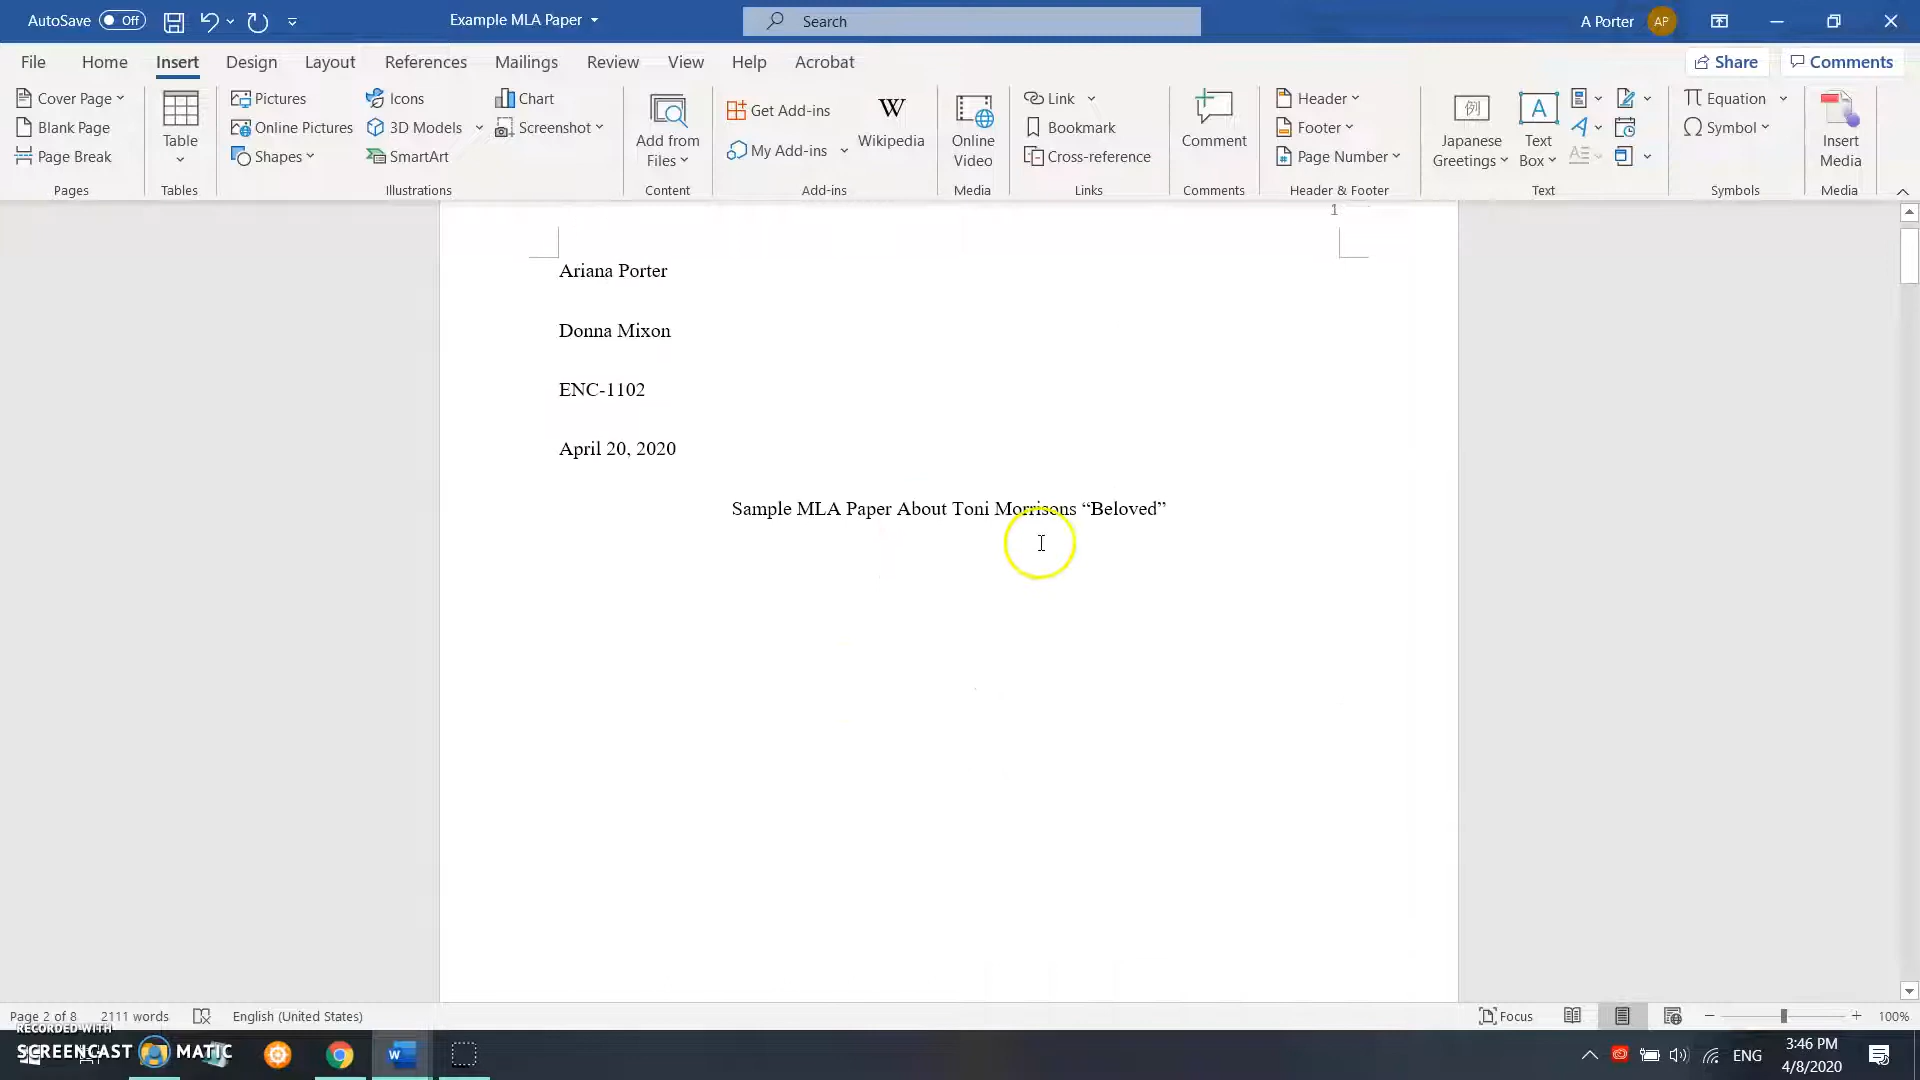 AutoSave Off Example MLA Paper Search A Porter AP
File Home Insert Design Layout References Mailings Review View Help Acrobat Share Comments
Cover Page
Blank Page
Page Break
Pages
Table
Tables
Pictures
Online Pictures
Shapes
Icons
3D Models
SmartArt
Chart
Screenshot
Illustrations
Add from
Files
Content
Get Add-ins
My Add-ins
W
Wikipedia
Add-ins
Online
Video
Media
Link
Bookmark
Cross-reference
Links
Comment
Comments
Header
Footer
Page Number
Header & Footer
例
Japanese
Greetings
A
Text
Box
Text
Equation
Symbol
Symbols
Insert
Media
Media
1
Ariana Porter
Donna Mixon
ENC-1102
April 20, 2020
Sample MLA Paper About Toni Morrisons “Beloved”
Page 2 of 8 2111 words English (United States) Focus 100%
RECORDED WITH
SCREENCAST MATIC
W
ENG
3:46 PM
4/8/2020